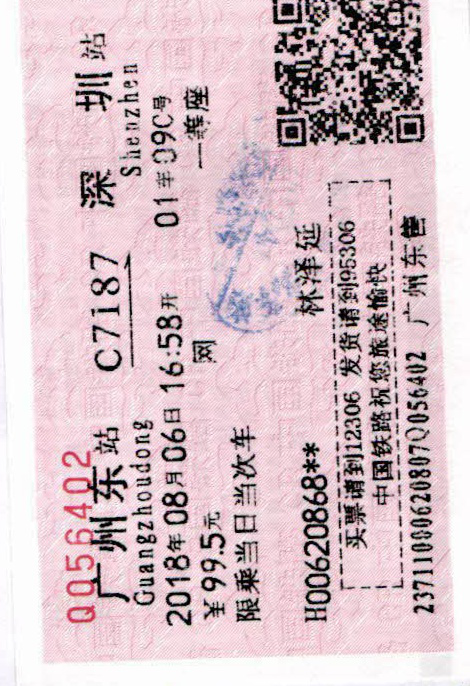 Q0056402
广州东站 C7187 深圳站
Guangzhoudong Shenzhen
2018年08月06日 16:58开 01车09C号
¥99.5元 网 一等座
限乘当日当次车
H00620868** 林泽延
买票请到12306 发货请到95306
中国铁路祝您旅途愉快
23711080620807Q056402 广州东售